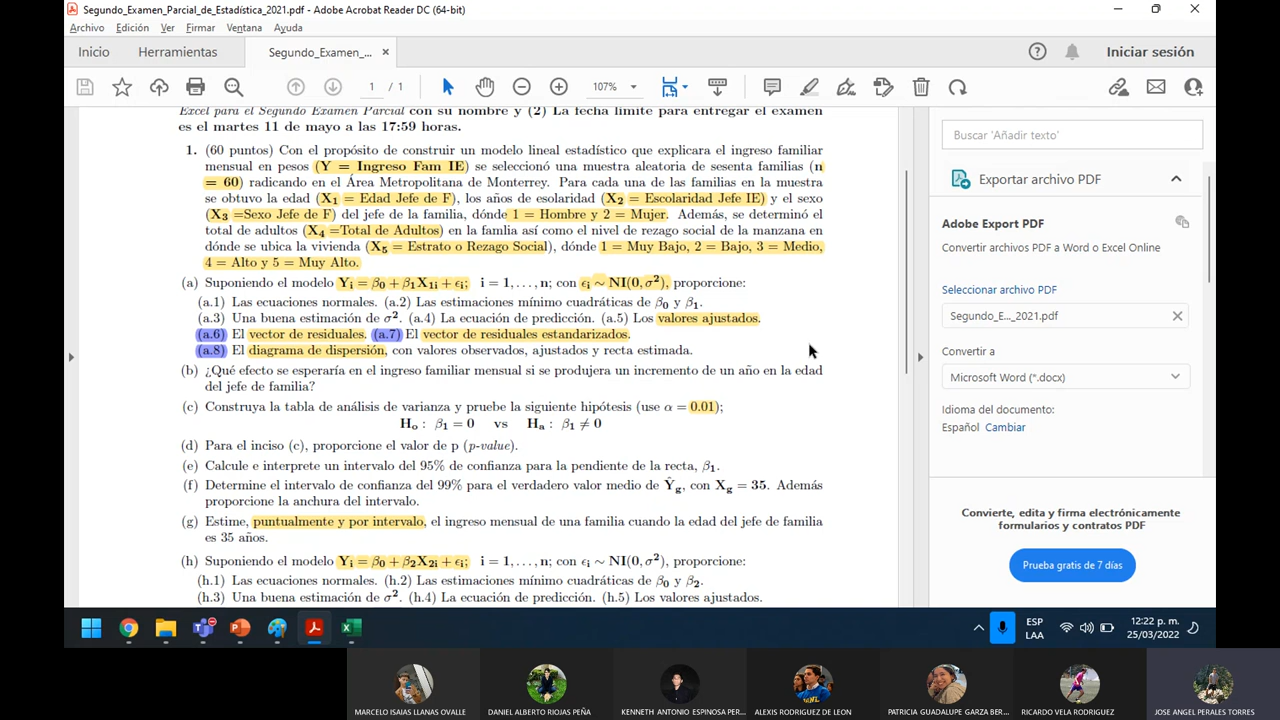 Segundo_Examen_Parcial_de_Estadística_2021.pdf - Adobe Acrobat Reader DC (64-bit)
Archivo Edición Ver Firmar Ventana Ayuda
Inicio Herramientas Segundo_Examen_... × Iniciar sesión
1 / 1 107%
Excel para el Segundo Examen Parcial con su nombre y (2) La fecha límite para entregar el examen
es el martes 11 de mayo a las 17:59 horas.
1. (60 puntos) Con el propósito de construir un modelo lineal estadístico que explicara el ingreso familiar
mensual en pesos (Y = Ingreso Fam IE) se seleccionó una muestra aleatoria de sesenta familias (n
= 60) radicando en el Área Metropolitana de Monterrey. Para cada una de las familias en la muestra
se obtuvo la edad (X₁ = Edad Jefe de F), los años de esolaridad (X₂ = Escolaridad Jefe IE) y el sexo
(X₃ =Sexo Jefe de F) del jefe de la familia, dónde 1 = Hombre y 2 = Mujer. Además, se determinó el
total de adultos (X₄ =Total de Adultos) en la famlia así como el nivel de rezago social de la manzana en
dónde se ubica la vivienda (X₅ = Estrato o Rezago Social), dónde 1 = Muy Bajo, 2 = Bajo, 3 = Medio,
4 = Alto y 5 = Muy Alto.
(a) Suponiendo el modelo Yᵢ = β₀ + β₁X₁ᵢ + ϵᵢ; i = 1, . . . , n; con ϵᵢ ~ NI(0, σ²), proporcione:
(a.1) Las ecuaciones normales. (a.2) Las estimaciones mínimo cuadráticas de β₀ y β₁.
(a.3) Una buena estimación de σ². (a.4) La ecuación de predicción. (a.5) Los valores ajustados.
(a.6) El vector de residuales. (a.7) El vector de residuales estandarizados.
(a.8) El diagrama de dispersión, con valores observados, ajustados y recta estimada.
(b) ¿Qué efecto se esperaría en el ingreso familiar mensual si se produjera un incremento de un año en la edad
del jefe de familia?
(c) Construya la tabla de análisis de varianza y pruebe la siguiente hipótesis (use α = 0.01);
H₀ : β₁ = 0 vs Hₐ : β₁ ≠ 0
(d) Para el inciso (c), proporcione el valor de p (p-value).
(e) Calcule e interprete un intervalo del 95% de confianza para la pendiente de la recta, β₁.
(f) Determine el intervalo de confianza del 99% para el verdadero valor medio de Ŷg, con Xg = 35. Además
proporcione la anchura del intervalo.
(g) Estime, puntualmente y por intervalo, el ingreso mensual de una familia cuando la edad del jefe de familia
es 35 años.
(h) Suponiendo el modelo Yᵢ = β₀ + β₂X₂ᵢ + ϵᵢ; i = 1, . . . , n; con ϵᵢ ~ NI(0, σ²), proporcione:
(h.1) Las ecuaciones normales. (h.2) Las estimaciones mínimo cuadráticas de β₀ y β₂.
(h.3) Una buena estimación de σ². (h.4) La ecuación de predicción. (h.5) Los valores ajustados.
Buscar 'Añadir texto'
Exportar archivo PDF
Adobe Export PDF
Convertir archivos PDF a Word o Excel Online
Seleccionar archivo PDF
Segundo_E..._2021.pdf
Convertir a
Microsoft Word (*.docx)
Idioma del documento:
Español Cambiar
Convierte, edita y firma electrónicamente
formularios y contratos PDF
Prueba gratis de 7 días
ESP
LAA
12:22 p. m.
25/03/2022
MARCELO ISAIAS LLANAS OVALLE
DANIEL ALBERTO RIOJAS PEÑA
KENNETH ANTONIO ESPINOSA PER...
ALEXIS RODRIGUEZ DE LEON
PATRICIA GUADALUPE GARZA BER...
RICARDO VELA RODRIGUEZ
JOSE ANGEL PERALES TORRES